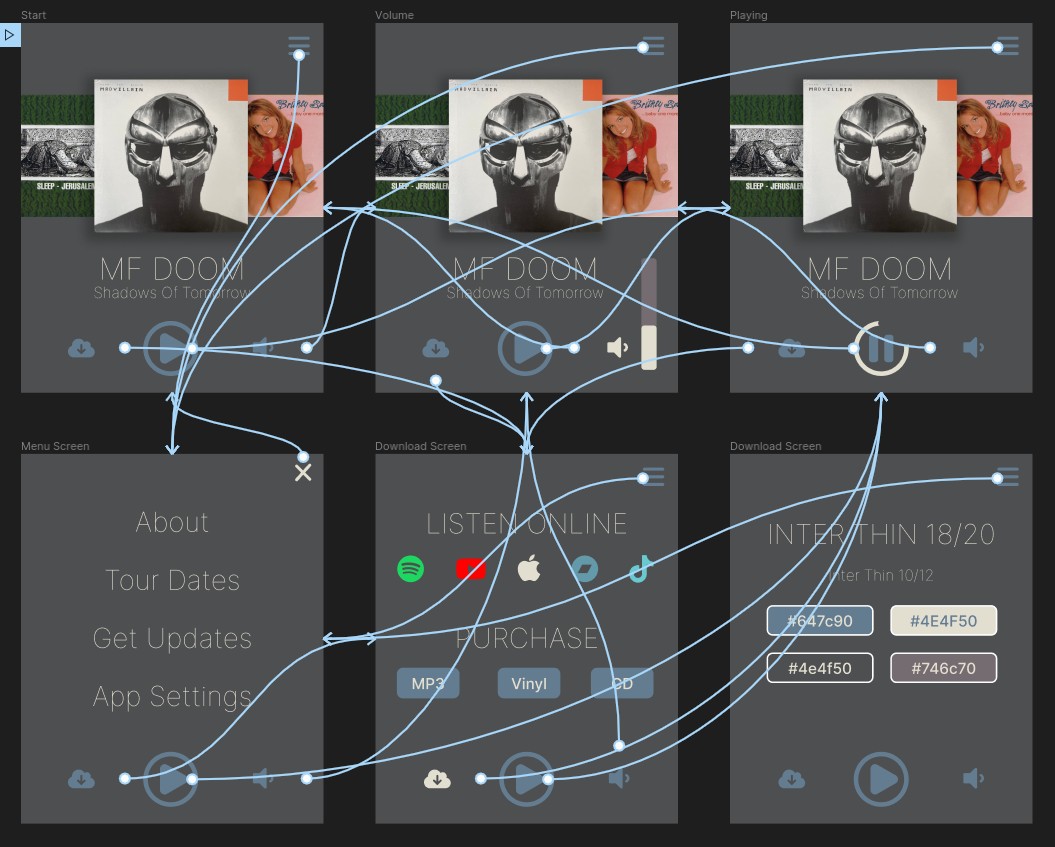 Start
Volume
Playing
MADVILLAIN
MADVILLAIN
MADVILLAIN
SLEEP - JERUSALEM
SLEEP - JERUSALEM
SLEEP - JERUSALEM
MF DOOM
Shadows Of Tomorrow
MF DOOM
Shadows Of Tomorrow
MF DOOM
Shadows Of Tomorrow
Menu Screen
Download Screen
Download Screen
About
Tour Dates
Get Updates
App Settings
LISTEN ONLINE
PURCHASE
MP3
Vinyl
CD
INTER THIN 18/20
Inter Thin 10/12
#647c90
#4E4F50
#4e4f50
#746c70